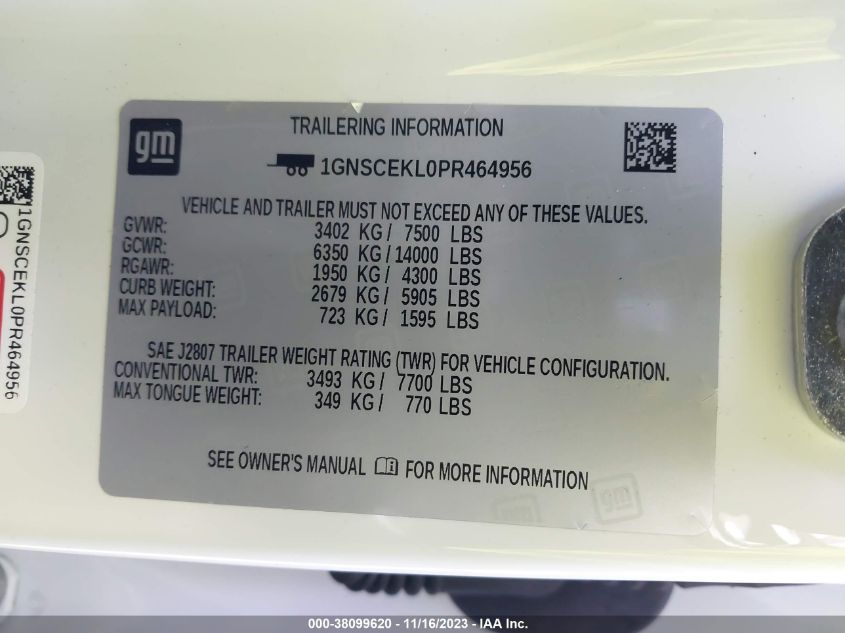 gm
TRAILERING INFORMATION
1GNSCEKL0PR464956
VEHICLE AND TRAILER MUST NOT EXCEED ANY OF THESE VALUES.
GVWR: 3402 KG / 7500 LBS
GCWR: 6350 KG / 14000 LBS
RGAWR: 1950 KG / 4300 LBS
CURB WEIGHT: 2679 KG / 5905 LBS
MAX PAYLOAD: 723 KG / 1595 LBS
SAE J2807 TRAILER WEIGHT RATING (TWR) FOR VEHICLE CONFIGURATION.
CONVENTIONAL TWR: 3493 KG / 7700 LBS
MAX TONGUE WEIGHT: 349 KG / 770 LBS
SEE OWNER'S MANUAL FOR MORE INFORMATION
gm
gm
1GNSCEKL0PR464956
000-38099620 - 11/16/2023 - IAA Inc.